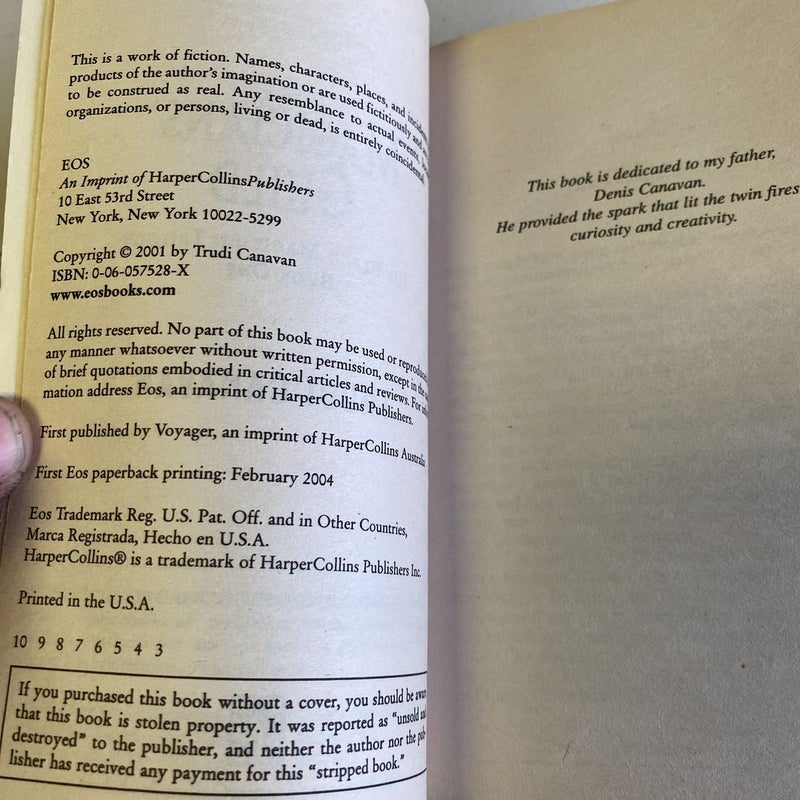 This is a work of fiction. Names, characters, places, and
products of the author's imagination or are used fictitiously and
to be construed as real. Any resemblance to actual events,
organizations, or persons, living or dead, is entirely coincidental.
EOS
An Imprint of HarperCollinsPublishers
10 East 53rd Street
New York, New York 10022-5299
Copyright © 2001 by Trudi Canavan
ISBN: 0-06-057528-X
www.eosbooks.com
All rights reserved. No part of this book may be used or
any manner whatsoever without written permission, except in the
of brief quotations embodied in critical articles and reviews. For
mation address Eos, an imprint of HarperCollins Publishers.
First published by Voyager, an imprint of HarperCollins Australia
First Eos paperback printing: February 2004
Eos Trademark Reg. U.S. Pat. Off. and in Other Countries,
Marca Registrada, Hecho en U.S.A.
HarperCollins® is a trademark of HarperCollins Publishers Inc.
Printed in the U.S.A.
10 9 8 7 6 5 4 3
If you purchased this book without a cover, you should be
that this book is stolen property. It was reported as "unsold and
destroyed" to the publisher, and neither the author nor the pub-
lisher has received any payment for this "stripped book."
This book is dedicated to my father,
Denis Canavan.
He provided the spark that lit the twin fires
curiosity and creativity.